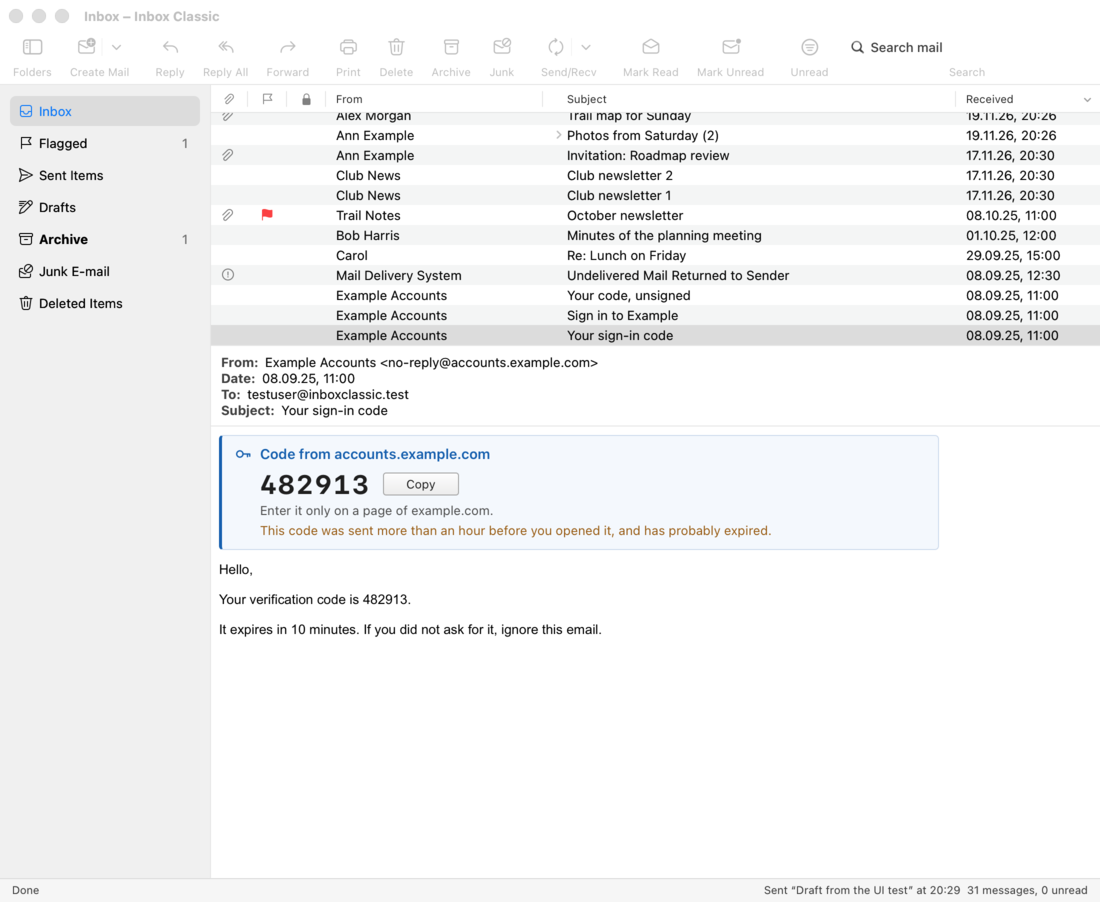 Inbox – Inbox Classic
Folders Create Mail Reply Reply All Forward Print Delete Archive Junk Send/Recv Mark Read Mark Unread Unread Search mail Search
Inbox
Flagged 1
Sent Items
Drafts
Archive 1
Junk E-mail
Deleted Items
From Subject Received
Alex Morgan Trail map for Sunday 19.11.26, 20:26
Ann Example Photos from Saturday (2) 19.11.26, 20:26
Ann Example Invitation: Roadmap review 17.11.26, 20:30
Club News Club newsletter 2 17.11.26, 20:30
Club News Club newsletter 1 17.11.26, 20:30
Trail Notes October newsletter 08.10.25, 11:00
Bob Harris Minutes of the planning meeting 01.10.25, 12:00
Carol Re: Lunch on Friday 29.09.25, 15:00
Mail Delivery System Undelivered Mail Returned to Sender 08.09.25, 12:30
Example Accounts Your code, unsigned 08.09.25, 11:00
Example Accounts Sign in to Example 08.09.25, 11:00
Example Accounts Your sign-in code 08.09.25, 11:00
From: Example Accounts <no-reply@accounts.example.com>
Date: 08.09.25, 11:00
To: testuser@inboxclassic.test
Subject: Your sign-in code
Code from accounts.example.com
482913 Copy
Enter it only on a page of example.com.
This code was sent more than an hour before you opened it, and has probably expired.
Hello,
Your verification code is 482913.
It expires in 10 minutes. If you did not ask for it, ignore this email.
Done Sent “Draft from the UI test” at 20:29 31 messages, 0 unread